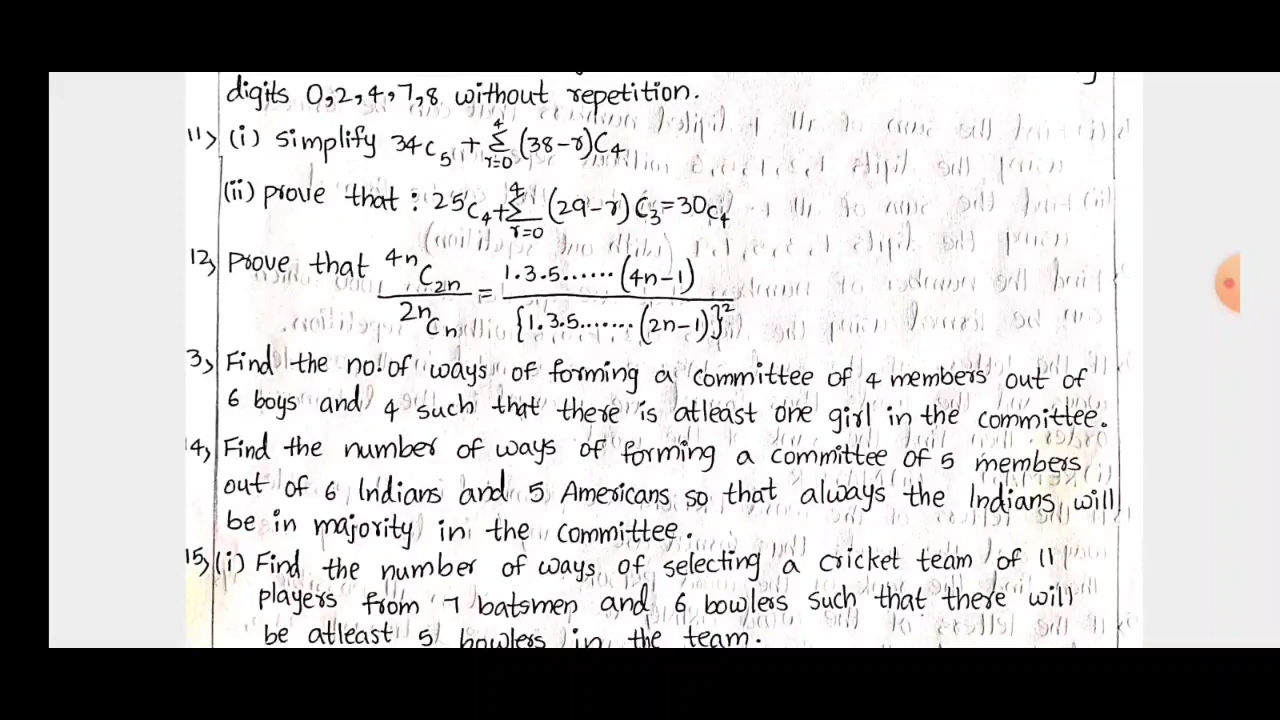 digits 0,2,4,7,8 without repetition.
11) (i) simplify 34C₅ + Σ⁴ᵣ₌₀ (38-r)C₄
(ii) prove that : 25C₄ + Σ⁴ᵣ₌₀ (29-r)C₃ = 30C₄
12) Prove that ⁴ⁿC₂ₙ / ²ⁿCₙ = 1.3.5......(4n-1) / {1.3.5.......(2n-1)}²
3) Find the no! of ways of forming a committee of 4 members out of
6 boys and 4 such that there is atleast one girl in the committee.
14) Find the number of ways of forming a committee of 5 members
out of 6 Indians and 5 Americans so that always the Indians will
be in majority in the committee.
15) (i) Find the number of ways of selecting a cricket team of 11
players from 7 batsmen and 6 bowlers such that there will
be atleast 5 bowlers in the team.